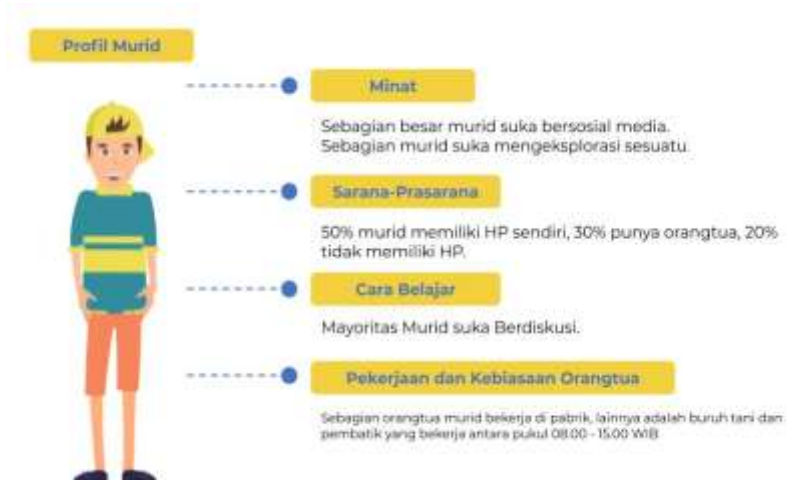 Profil Murid
Minat
Sebagian besar murid suka bersosial media.
Sebagian murid suka mengeksplorasi sesuatu.
Sarana-Prasarana
50% murid memiliki HP sendiri, 30% punya orangtua, 20%
tidak memiliki HP.
Cara Belajar
Mayoritas Murid suka Berdiskusi.
Pekerjaan dan Kebiasaan Orangtua
Sebagian orangtua murid bekerja di pabrik, lainnya adalah buruh tani dan
pembatik yang bekerja antara pukul 08.00 - 15.00 WIB